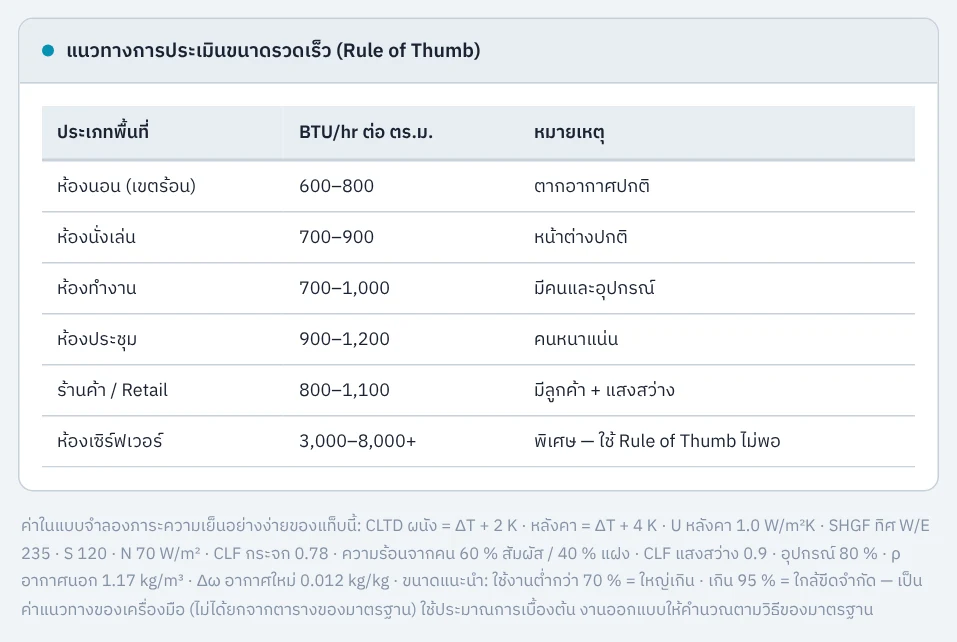 แนวทางการประเมินขนาดรวดเร็ว (Rule of Thumb)
ประเภทพื้นที่ BTU/hr ต่อ ตร.ม. หมายเหตุ
ห้องนอน (เขตร้อน) 600–800 ตากอากาศปกติ
ห้องนั่งเล่น 700–900 หน้าต่างปกติ
ห้องทำงาน 700–1,000 มีคนและอุปกรณ์
ห้องประชุม 900–1,200 คนหนาแน่น
ร้านค้า / Retail 800–1,100 มีลูกค้า + แสงสว่าง
ห้องเซิร์ฟเวอร์ 3,000–8,000+ พิเศษ — ใช้ Rule of Thumb ไม่พอ
ค่าในแบบจำลองภาระความเย็นอย่างง่ายของแท็บนี้: CLTD ผนัง = ΔT + 2 K · หลังคา = ΔT + 4 K · U หลังคา 1.0 W/m²K · SHGF ทิศ W/E
235 · S 120 · N 70 W/m² · CLF กระจก 0.78 · ความร้อนจากคน 60 % สัมผัส / 40 % แฝง · CLF แสงสว่าง 0.9 · อุปกรณ์ 80 % · ρ
อากาศนอก 1.17 kg/m³ · Δω อากาศใหม่ 0.012 kg/kg · ขนาดแนะนำ: ใช้งานต่ำกว่า 70 % = ใหญ่เกิน · เกิน 95 % = ใกล้ขีดจำกัด — เป็น
ค่าแนวทางของเครื่องมือ (ไม่ได้ยกจากตารางของมาตรฐาน) ใช้ประมาณการเบื้องต้น งานออกแบบให้คำนวณตามวิธีของมาตรฐาน